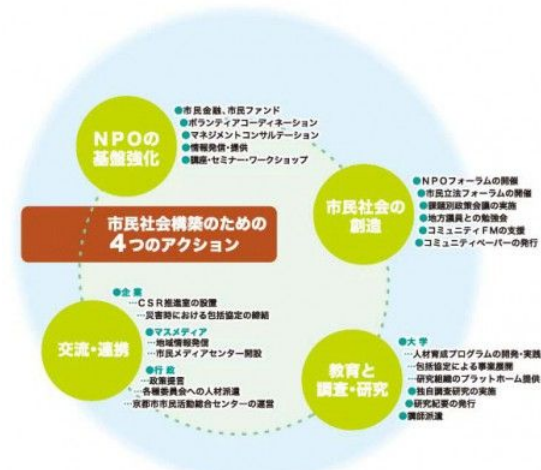 NPOの
基盤強化
●市民金融、市民ファンド
●ボランティアコーディネーション
●マネジメントコンサルテーション
●情報発信・提供
●講座・セミナー・ワークショップ
市民社会構築のための
4つのアクション
市民社会の
創造
●NPOフォーラムの開催
●市民立法フォーラムの開催
●課題別政策会議の実施
●地方議員との勉強会
●コミュニティFMの支援
●コミュニティペーパーの発行
交流・連携
●企業
…CSR推進室の設置
…災害時における包括協定の締結
●マスメディア
…地域情報発信
…市民メディアセンター開設
●行政
…政策提言
…各種委員会への人材派遣
…京都市市民活動総合センターの運営
教育と
調査・研究
●大学
…人材育成プログラムの開発・実践
…包括協定による事業展開
…研究組織のプラットホーム提供
●独自調査研究の実施
●研究紀要の発行
●講師派遣